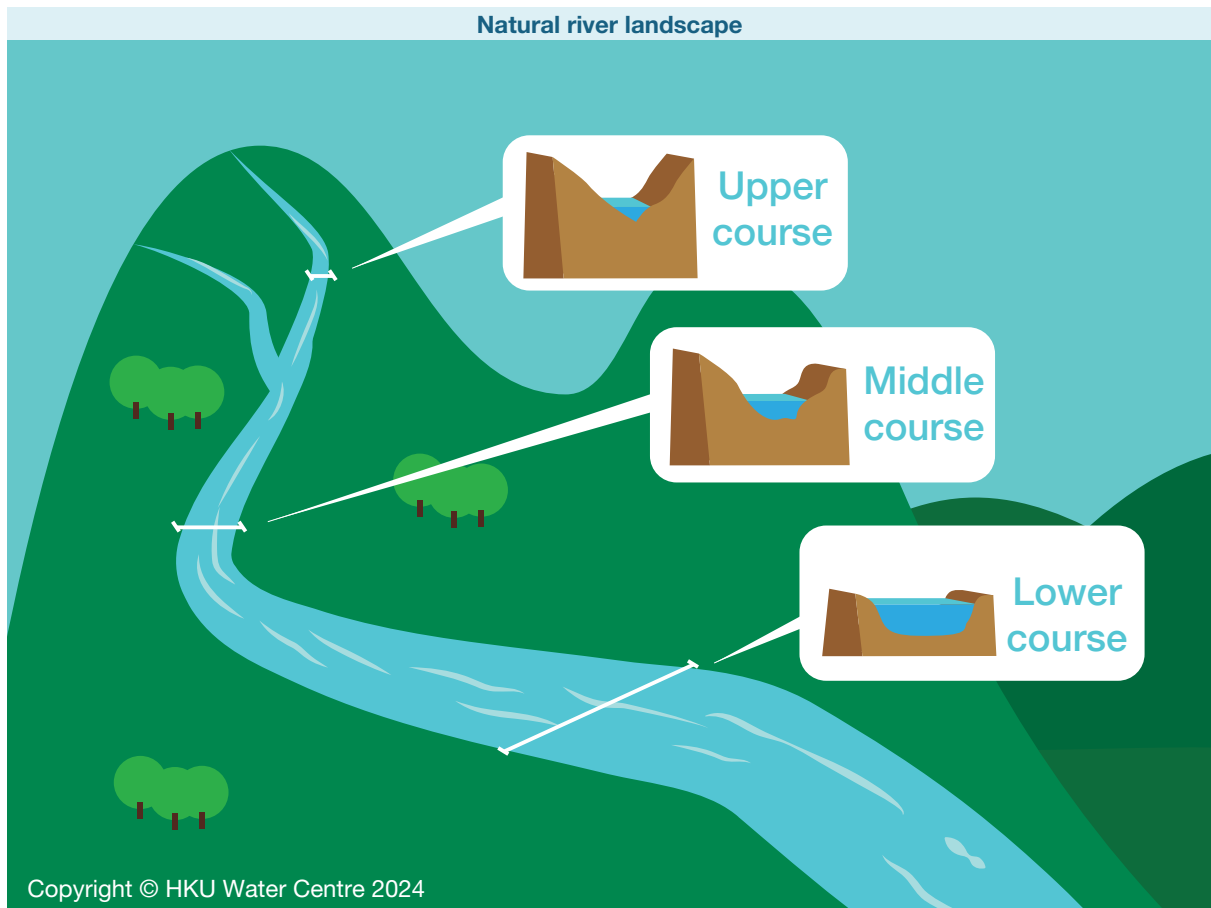 Natural river landscape
Upper
course
Middle
course
Lower
course
Copyright © HKU Water Centre 2024